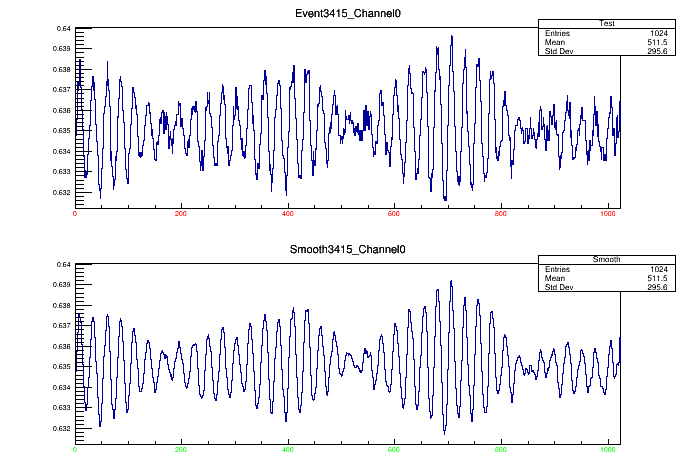 Event3415_Channel0
Test
Entries 1024
Mean 511.5
Std Dev 295.6
0.64
0.639
0.638
0.637
0.636
0.635
0.634
0.633
0.632
0 200 400 600 800 1000
Smooth3415_Channel0
Smooth
Entries 1024
Mean 511.5
Std Dev 295.6
0.64
0.639
0.638
0.637
0.636
0.635
0.634
0.633
0.632
0 200 400 600 800 1000